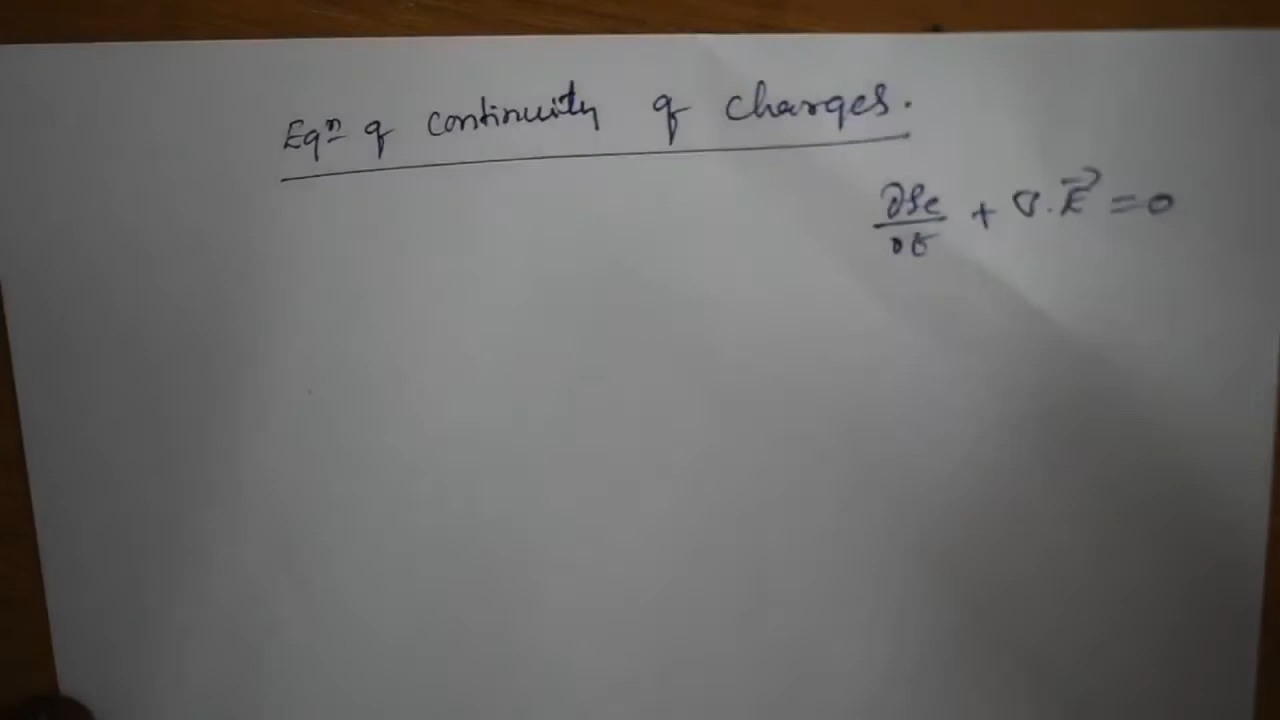 Eqⁿ of continuity of charges.
∂ρe/∂t + ∇.E⃗ = 0